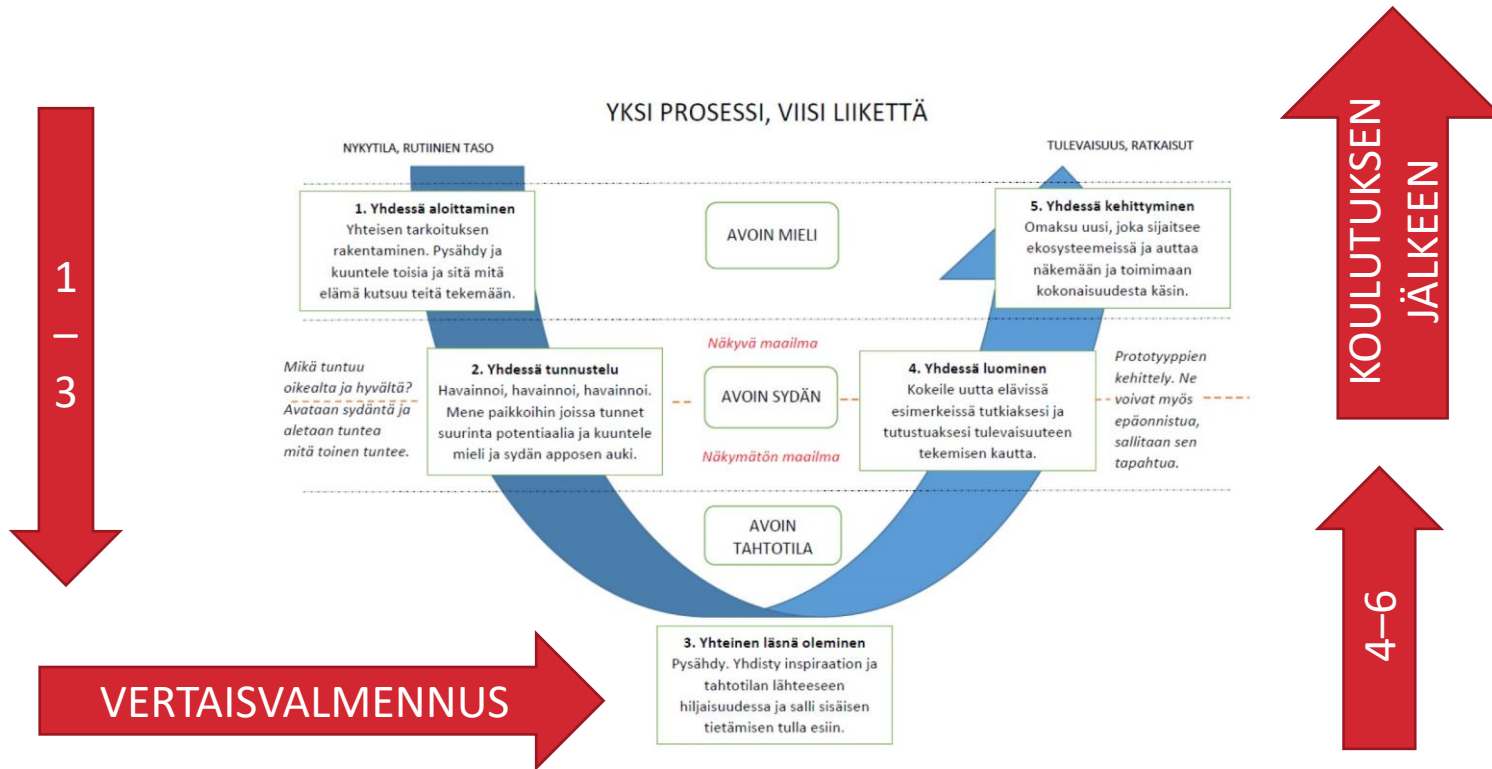 YKSI PROSESSI, VIISI LIIKETTÄ
NYKYTILA, RUTIINIEN TASO
TULEVAISUUS, RATKAISUT
1
–
3
1. Yhdessä aloittaminen
Yhteisen tarkoituksen
rakentaminen. Pysähdy ja
kuuntele toisia ja sitä mitä
elämä kutsuu teitä tekemään.
AVOIN MIELI
5. Yhdessä kehittyminen
Omaksu uusi, joka sijaitsee
ekosysteemeissä ja auttaa
näkemään ja toimimaan
kokonaisuudesta käsin.
KOULUTUKSEN
JÄLKEEN
Mikä tuntuu
oikealta ja hyvältä?
Avataan sydäntä ja
aletaan tuntea
mitä toinen tuntee.
2. Yhdessä tunnustelu
Havainnoi, havainnoi, havainnoi.
Mene paikkoihin joissa tunnet
suurinta potentiaalia ja kuuntele
mieli ja sydän apposen auki.
Näkyvä maailma
AVOIN SYDÄN
Näkymätön maailma
4. Yhdessä luominen
Kokeile uutta elävissä
esimerkeissä tutkiaksesi ja
tutustuaksesi tulevaisuuteen
tekemisen kautta.
Prototyyppien
kehittely. Ne
voivat myös
epäonnistua,
sallitaan sen
tapahtua.
AVOIN
TAHTOTILA
4–6
VERTAISVALMENNUS
3. Yhteinen läsnä oleminen
Pysähdy. Yhdisty inspiraation ja
tahtotilan lähteeseen
hiljaisuudessa ja salli sisäisen
tietämisen tulla esiin.